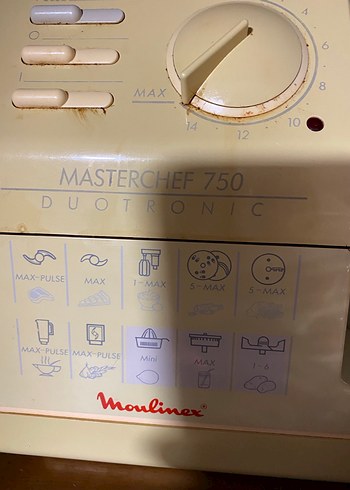 O
I
4
6
8
10
12
14
MAX
MASTERCHEF 750
DUOTRONIC
MAX-PULSE MAX 1-MAX 5-MAX 5-MAX
MAX-PULSE MAX-PULSE Mini MAX 1-6
Moulinex®